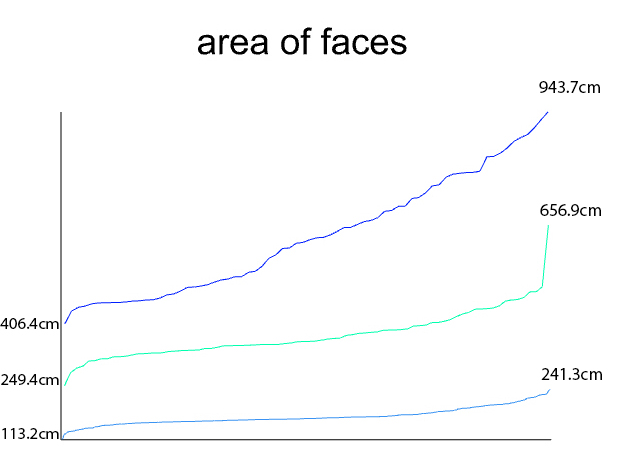 area of faces
943.7cm
656.9cm
406.4cm
249.4cm
241.3cm
113.2cm